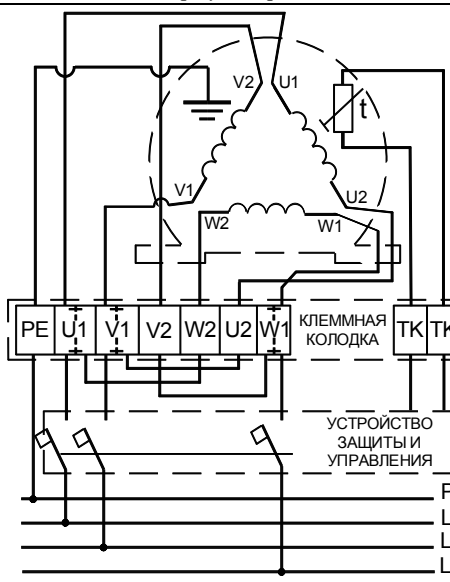 V2 U1
t
V1
U2
W2
W1
PE U1 V1 V2 W2 U2 W1
КЛЕММНАЯ
КОЛОДКА
TK TK
УСТРОЙСТВО
ЗАЩИТЫ И
УПРАВЛЕНИЯ
L
L
L